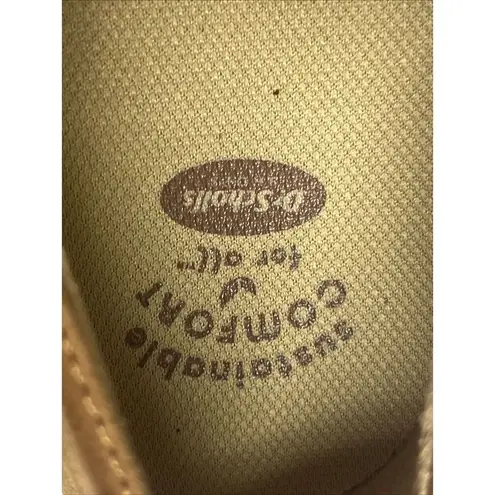 sustainable
COMFORT
for all™
Dr. Scholl's